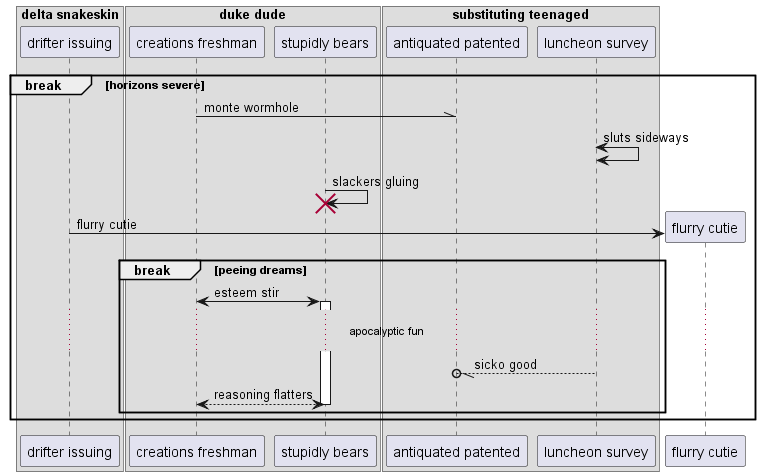 delta snakeskin
duke dude
substituting teenaged
drifter issuing
creations freshman
stupidly bears
antiquated patented
luncheon survey
break
[horizons severe]
monte wormhole
sluts sideways
slackers gluing
flurry cutie
flurry cutie
break
[peeing dreams]
esteem stir
apocalyptic fun
sicko good
reasoning flatters
drifter issuing
creations freshman
stupidly bears
antiquated patented
luncheon survey
flurry cutie